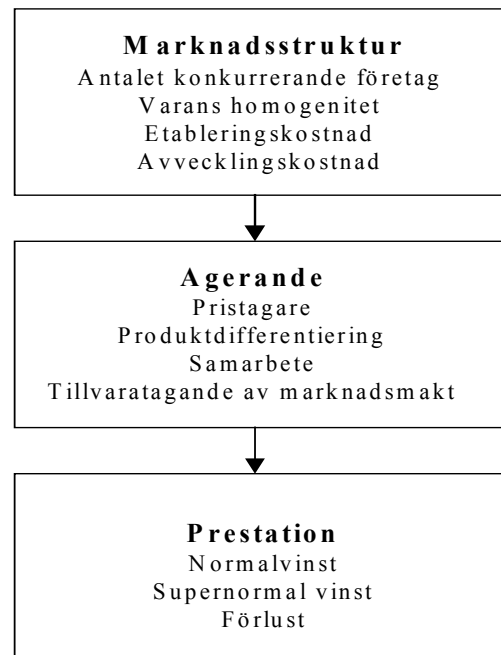 Marknadsstruktur
Antalet konkurrerande företag
Varans homogenitet
Etableringskostnad
Avvecklingskostnad
Agerande
Pristagare
Produktdifferentiering
Samarbete
Tillvaratagande av marknadsmakt
Prestation
Normalvinst
Supernormal vinst
Förlust